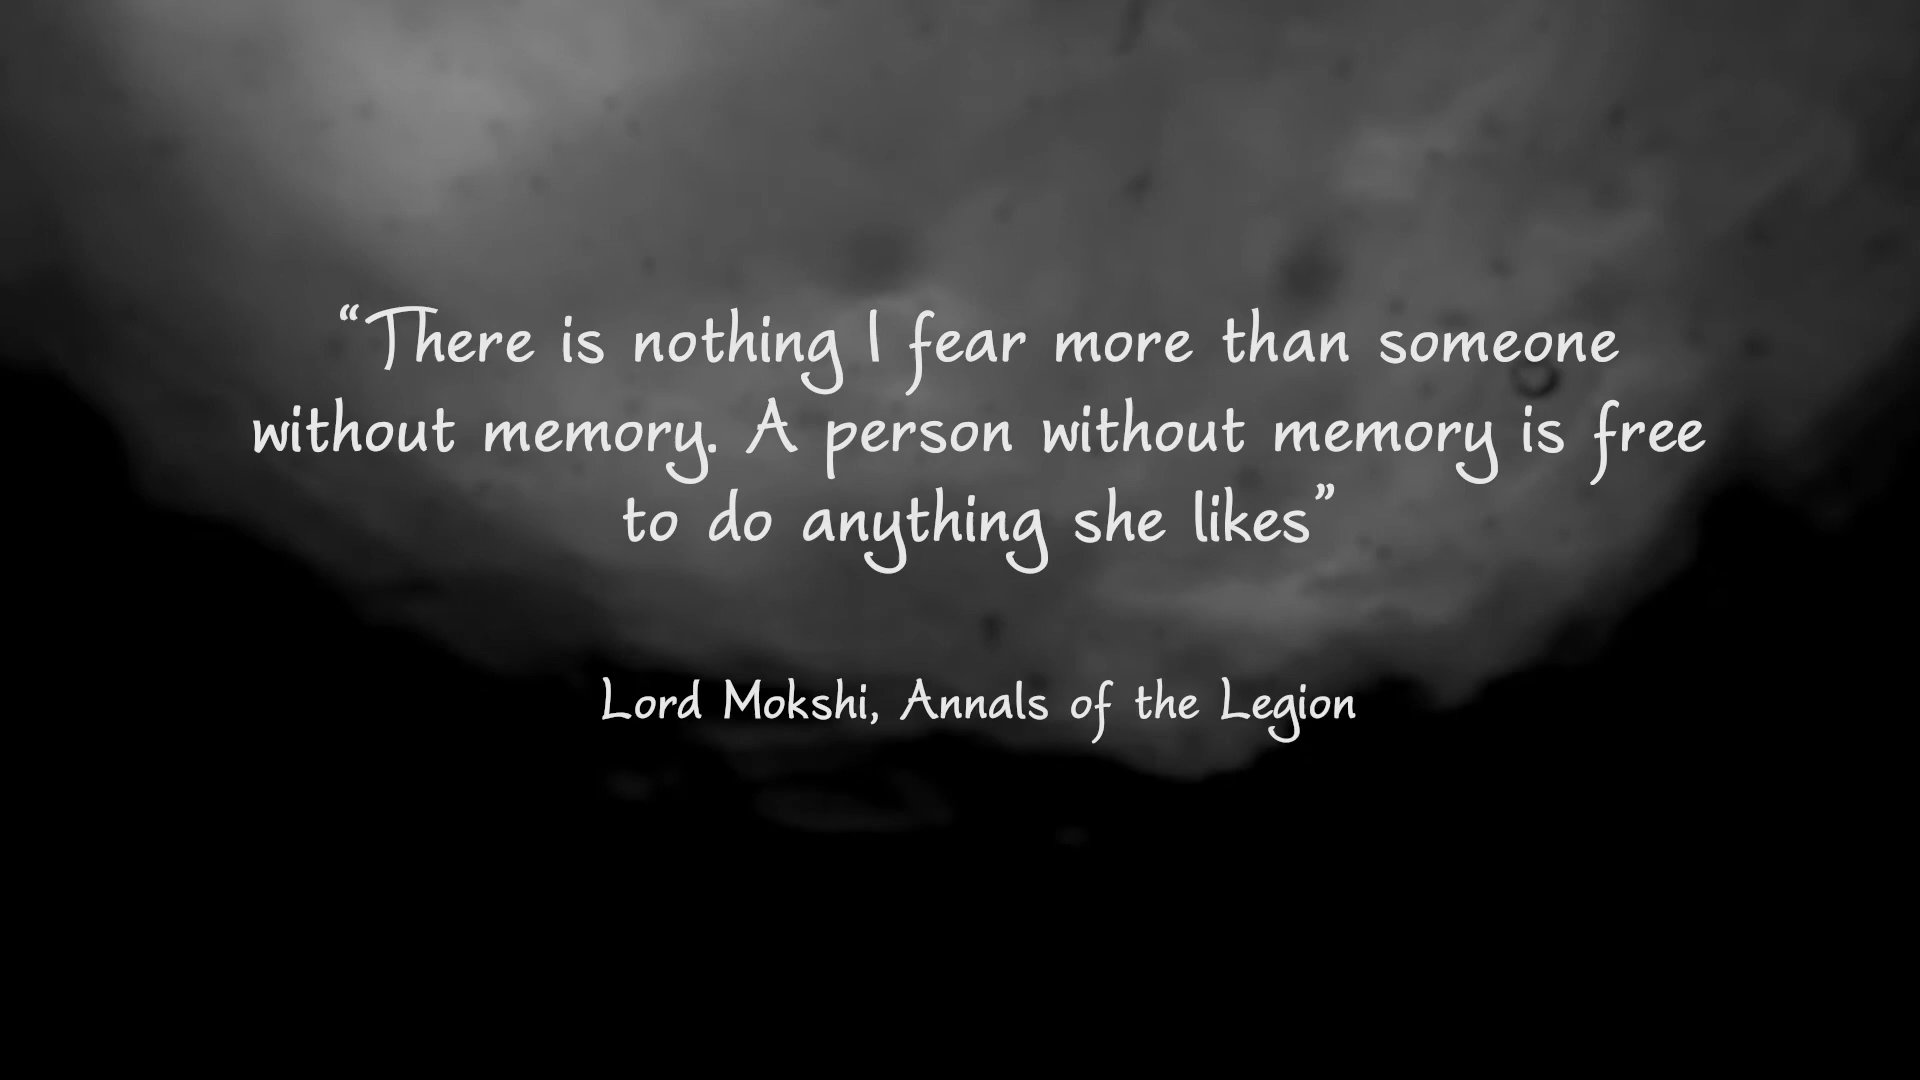 “There is nothing I fear more than someone
without memory. A person without memory is free
to do anything she likes”
Lord Mokshi, Annals of the Legion